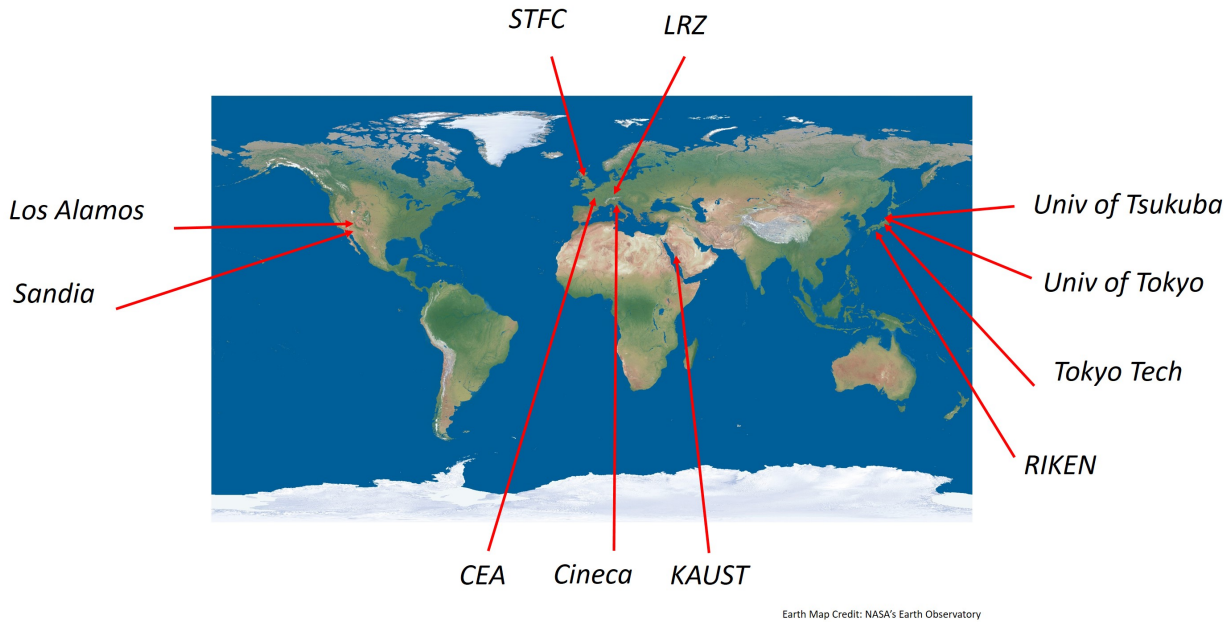 STFC
LRZ
Los Alamos
Sandia
Univ of Tsukuba
Univ of Tokyo
Tokyo Tech
RIKEN
CEA
Cineca
KAUST
Earth Map Credit: NASA's Earth Observatory